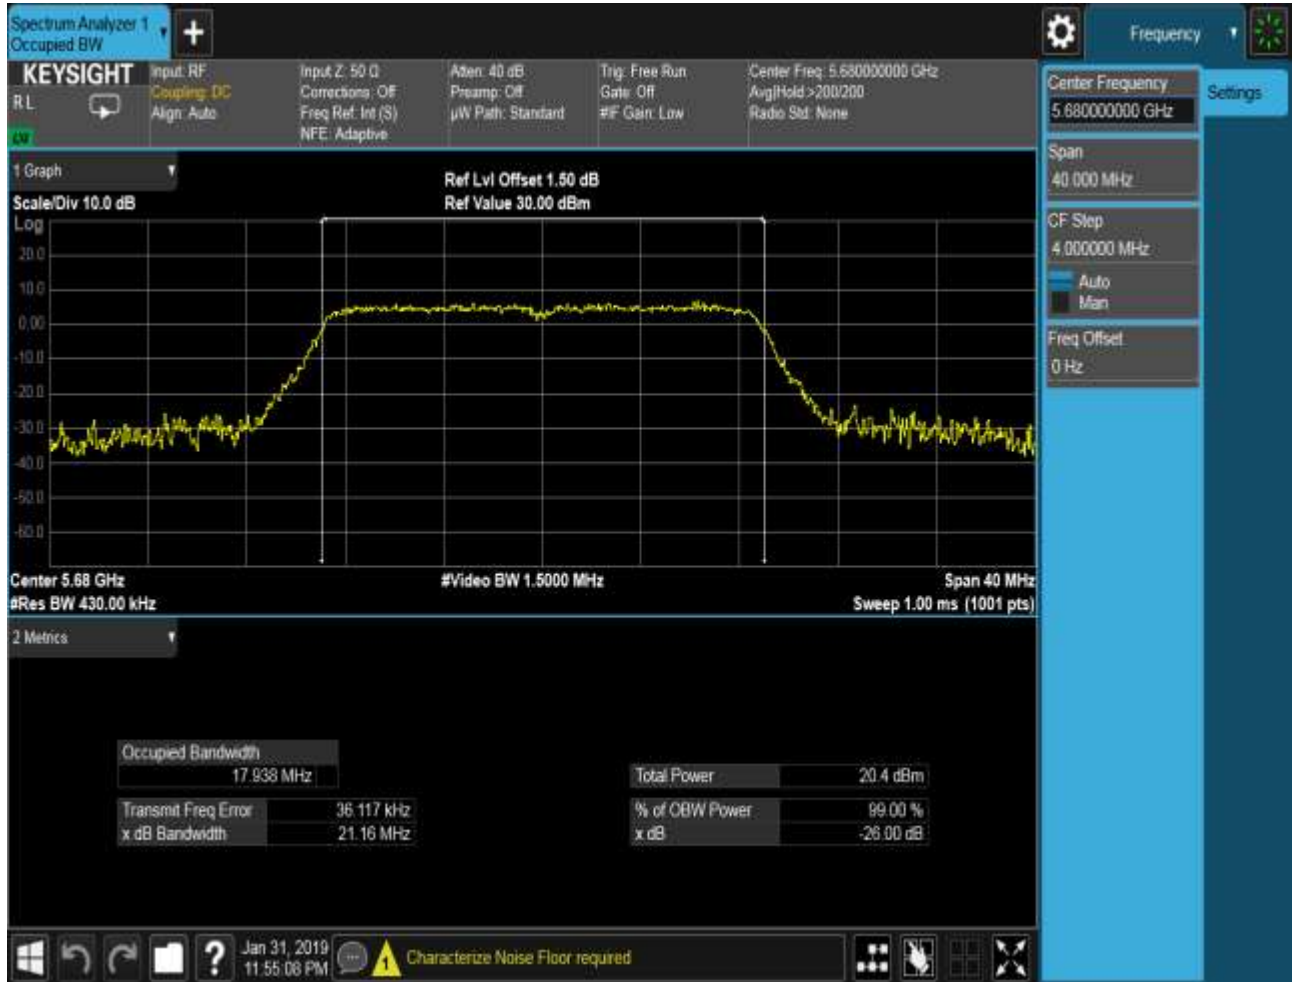 Spectrum Analyzer 1
Occupied BW
Frequency
KEYSIGHT
R L
Input: RF
Coupling: DC
Align: Auto
Input Z: 50 Ω
Corrections: Off
Freq Ref: Int (S)
NFE: Adaptive
Atten: 40 dB
Preamp: Off
µW Path: Standard
Trig: Free Run
Gate: Off
#IF Gain: Low
Center Freq: 5.680000000 GHz
Avg|Hold >200/200
Radio Std: None
Center Frequency
5.680000000 GHz
Settings
Span
40.000 MHz
CF Step
4.000000 MHz
Auto
Man
Freq Offset
0 Hz
1 Graph
Scale/Div 10.0 dB
Ref Lvl Offset 1.50 dB
Ref Value 30.00 dBm
Log
20.0
10.0
0.00
-10.0
-20.0
-30.0
-40.0
-50.0
-60.0
Center 5.68 GHz
#Video BW 1.5000 MHz
Span 40 MHz
#Res BW 430.00 kHz
Sweep 1.00 ms (1001 pts)
2 Metrics
Occupied Bandwidth
17.938 MHz
Total Power 20.4 dBm
Transmit Freq Error 36.117 kHz
% of OBW Power 99.00 %
x dB Bandwidth 21.16 MHz
x dB -26.00 dB
Jan 31, 2019
11:55:08 PM
1
Characterize Noise Floor required